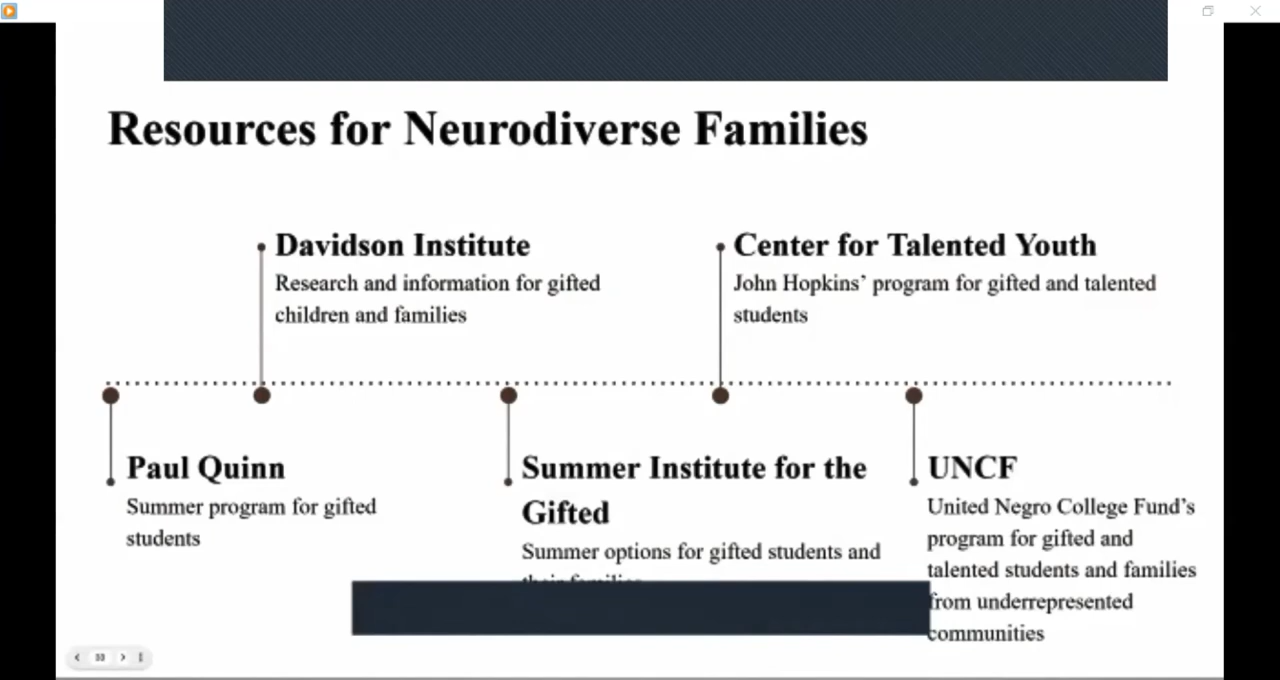 Resources for Neurodiverse Families
Davidson Institute
Research and information for gifted
children and families
Center for Talented Youth
John Hopkins’ program for gifted and talented
students
Paul Quinn
Summer program for gifted
students
Summer Institute for the
Gifted
Summer options for gifted students and
their families
UNCF
United Negro College Fund’s
program for gifted and
talented students and families
from underrepresented
communities